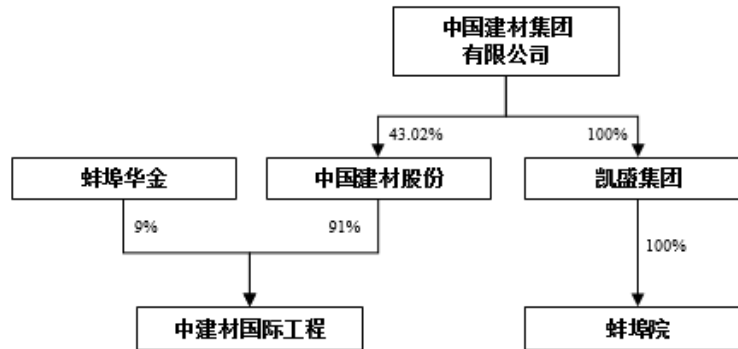 中国建材集团
有限公司
43.02%
100%
蚌埠华金
中国建材股份
凯盛集团
9%
91%
100%
中建材国际工程
蚌埠院